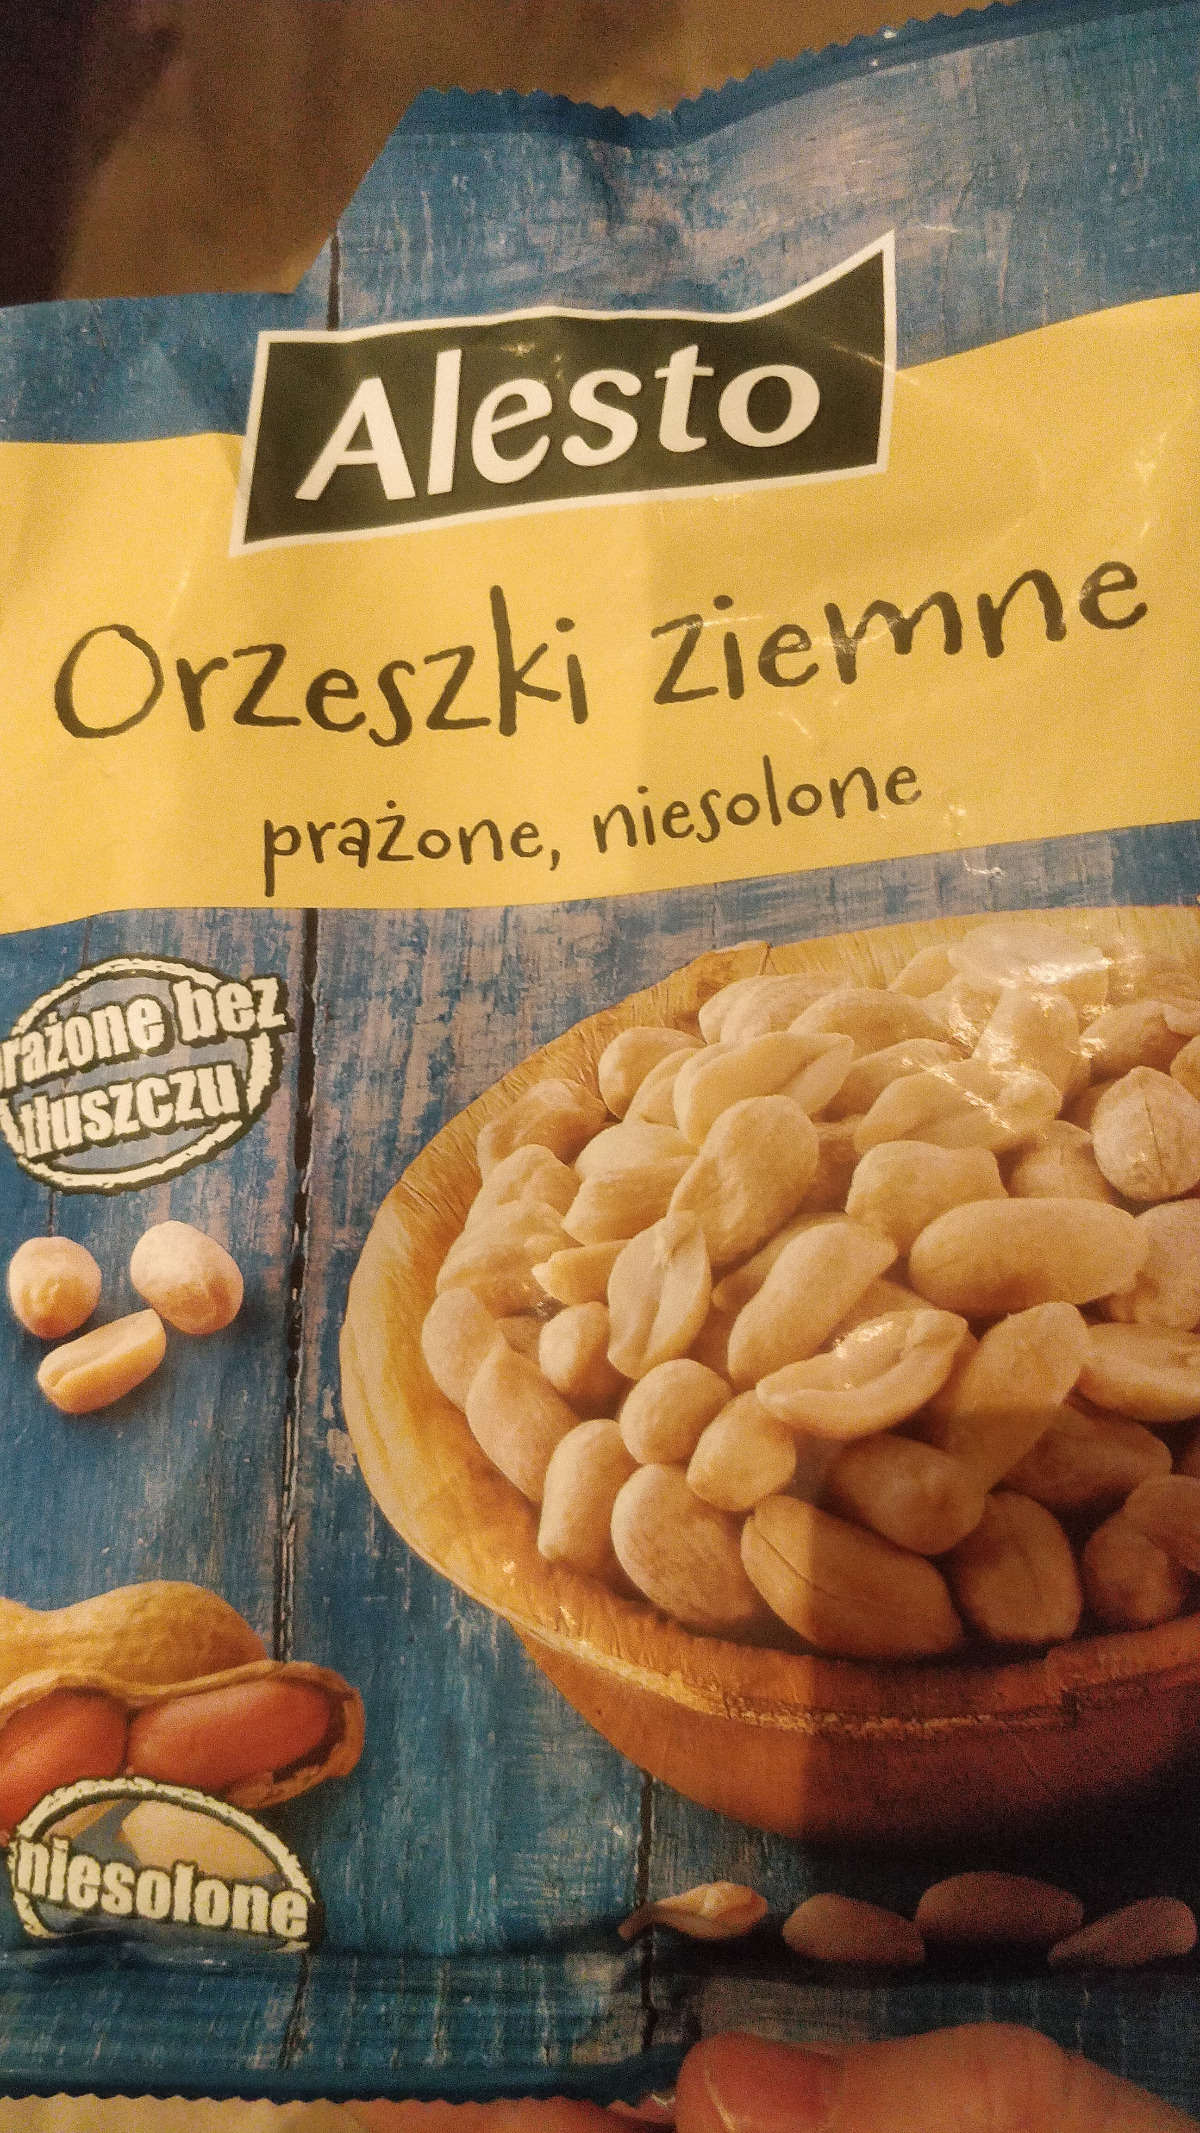 Alesto
Orzeszki ziemne
prażone, niesolone
prażone bez
tłuszczu
niesolone